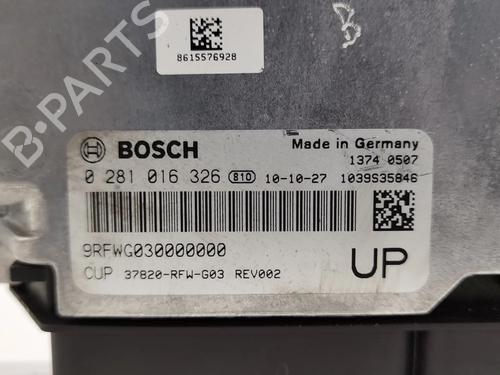 8615576928
B-PARTS
BOSCH
Made in Germany
1374 0507
0 281 016 326 810 10-10-27 1039S35846
9RFWG030000000
CUP 37820-RFW-G03 REV002
UP